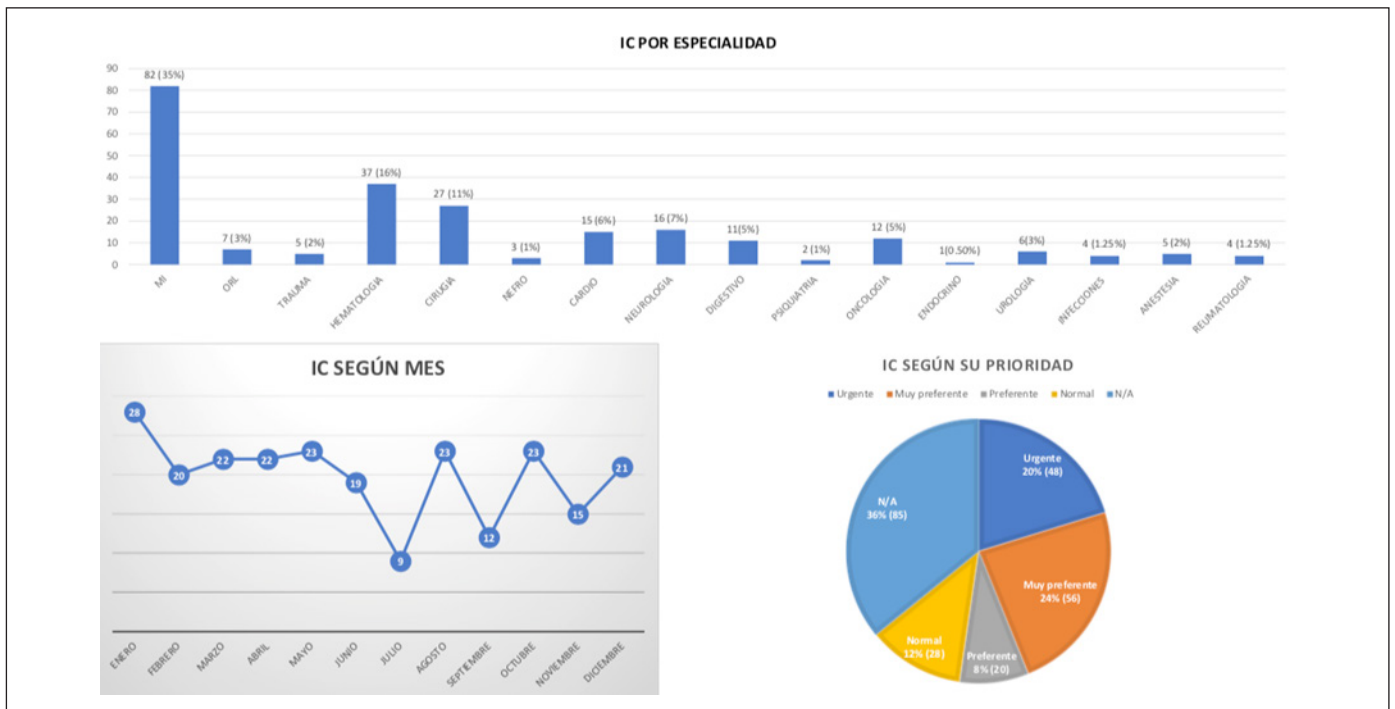 IC POR ESPECIALIDAD
90
80
70
60
50
40
30
20
10
0
82 (35%)
7 (3%)
5 (2%)
37 (16%)
27 (11%)
3 (1%)
15 (6%)
16 (7%)
11(5%)
2 (1%)
12 (5%)
1(0.50%)
6(3%)
4 (1.25%)
5 (2%)
4 (1.25%)
MI
ORL
TRAUMA
HEMATOLOGIA
CIRUGIA
NEFRO
CARDIO
NEUROLOGIA
DIGESTIVO
PSIQUIATRIA
ONCOLOGIA
ENDOCRINO
UROLOGIA
INFECCIONES
ANESTESIA
REUMATOLOGIA
IC SEGÚN MES
28
20
22
22
23
19
9
23
12
23
15
21
ENERO
FEBRERO
MARZO
ABRIL
MAYO
JUNIO
JULIO
AGOSTO
SEPTIEMBRE
OCTUBRE
NOVIEMBRE
DICIEMBRE
IC SEGÚN SU PRIORIDAD
Urgente Muy preferente Preferente Normal N/A
Urgente
20% (48)
Muy preferente
24% (56)
Preferente
8% (20)
Normal
12% (28)
N/A
36% (85)